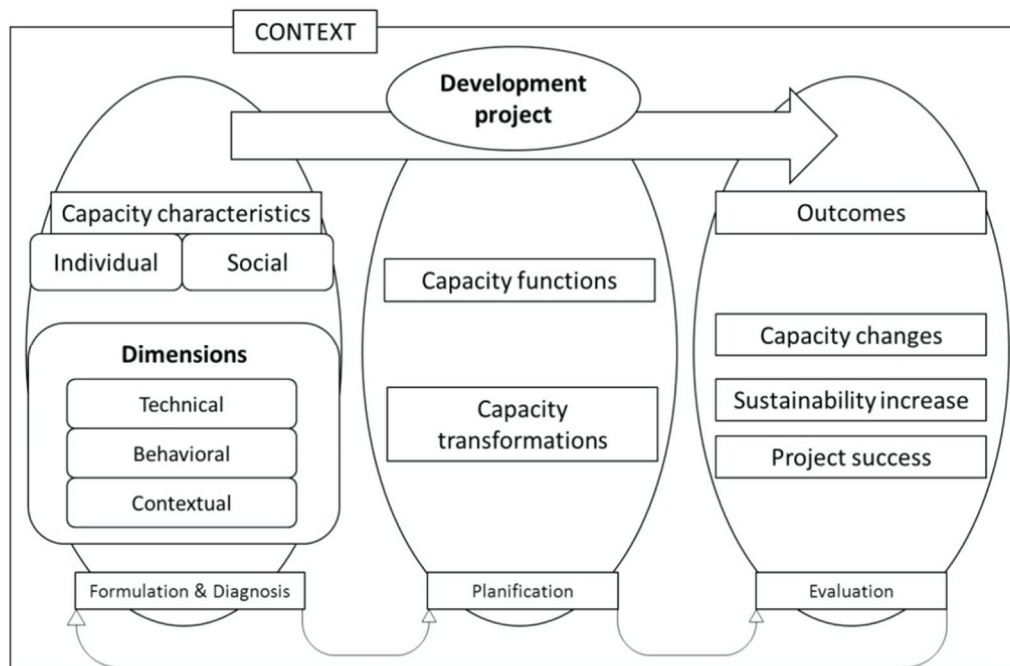 CONTEXT
Development
project
Capacity characteristics
Individual
Social
Dimensions
Technical
Behavioral
Contextual
Formulation & Diagnosis
Capacity functions
Capacity
transformations
Planification
Outcomes
Capacity changes
Sustainability increase
Project success
Evaluation